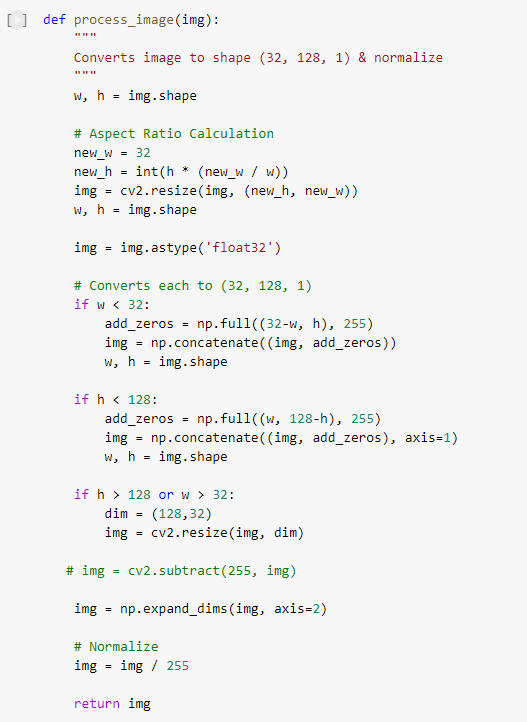 [ ] def process_image(img):
"""
Converts image to shape (32, 128, 1) & normalize
"""
w, h = img.shape
# Aspect Ratio Calculation
new_w = 32
new_h = int(h * (new_w / w))
img = cv2.resize(img, (new_h, new_w))
w, h = img.shape
img = img.astype('float32')
# Converts each to (32, 128, 1)
if w < 32:
add_zeros = np.full((32-w, h), 255)
img = np.concatenate((img, add_zeros))
w, h = img.shape
if h < 128:
add_zeros = np.full((w, 128-h), 255)
img = np.concatenate((img, add_zeros), axis=1)
w, h = img.shape
if h > 128 or w > 32:
dim = (128,32)
img = cv2.resize(img, dim)
# img = cv2.subtract(255, img)
img = np.expand_dims(img, axis=2)
# Normalize
img = img / 255
return img